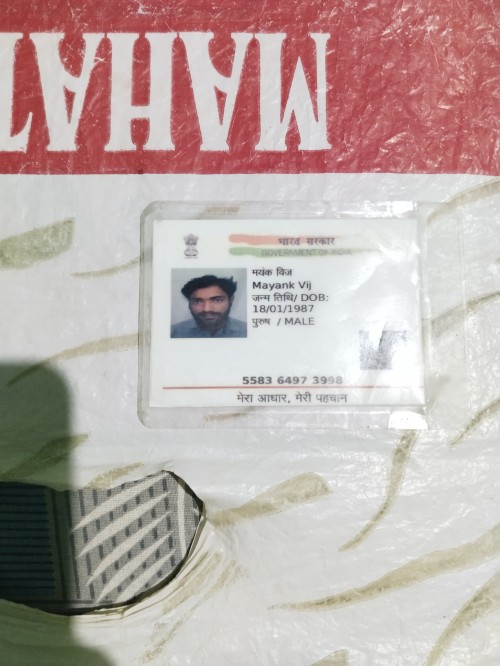 MAHAT
भारत सरकार
GOVERNMENT OF INDIA
मयंक विज
Mayank Vij
जन्म तिथि/ DOB:
18/01/1987
पुरुष / MALE
5583 6497 3998
मेरा आधार, मेरी पहचान